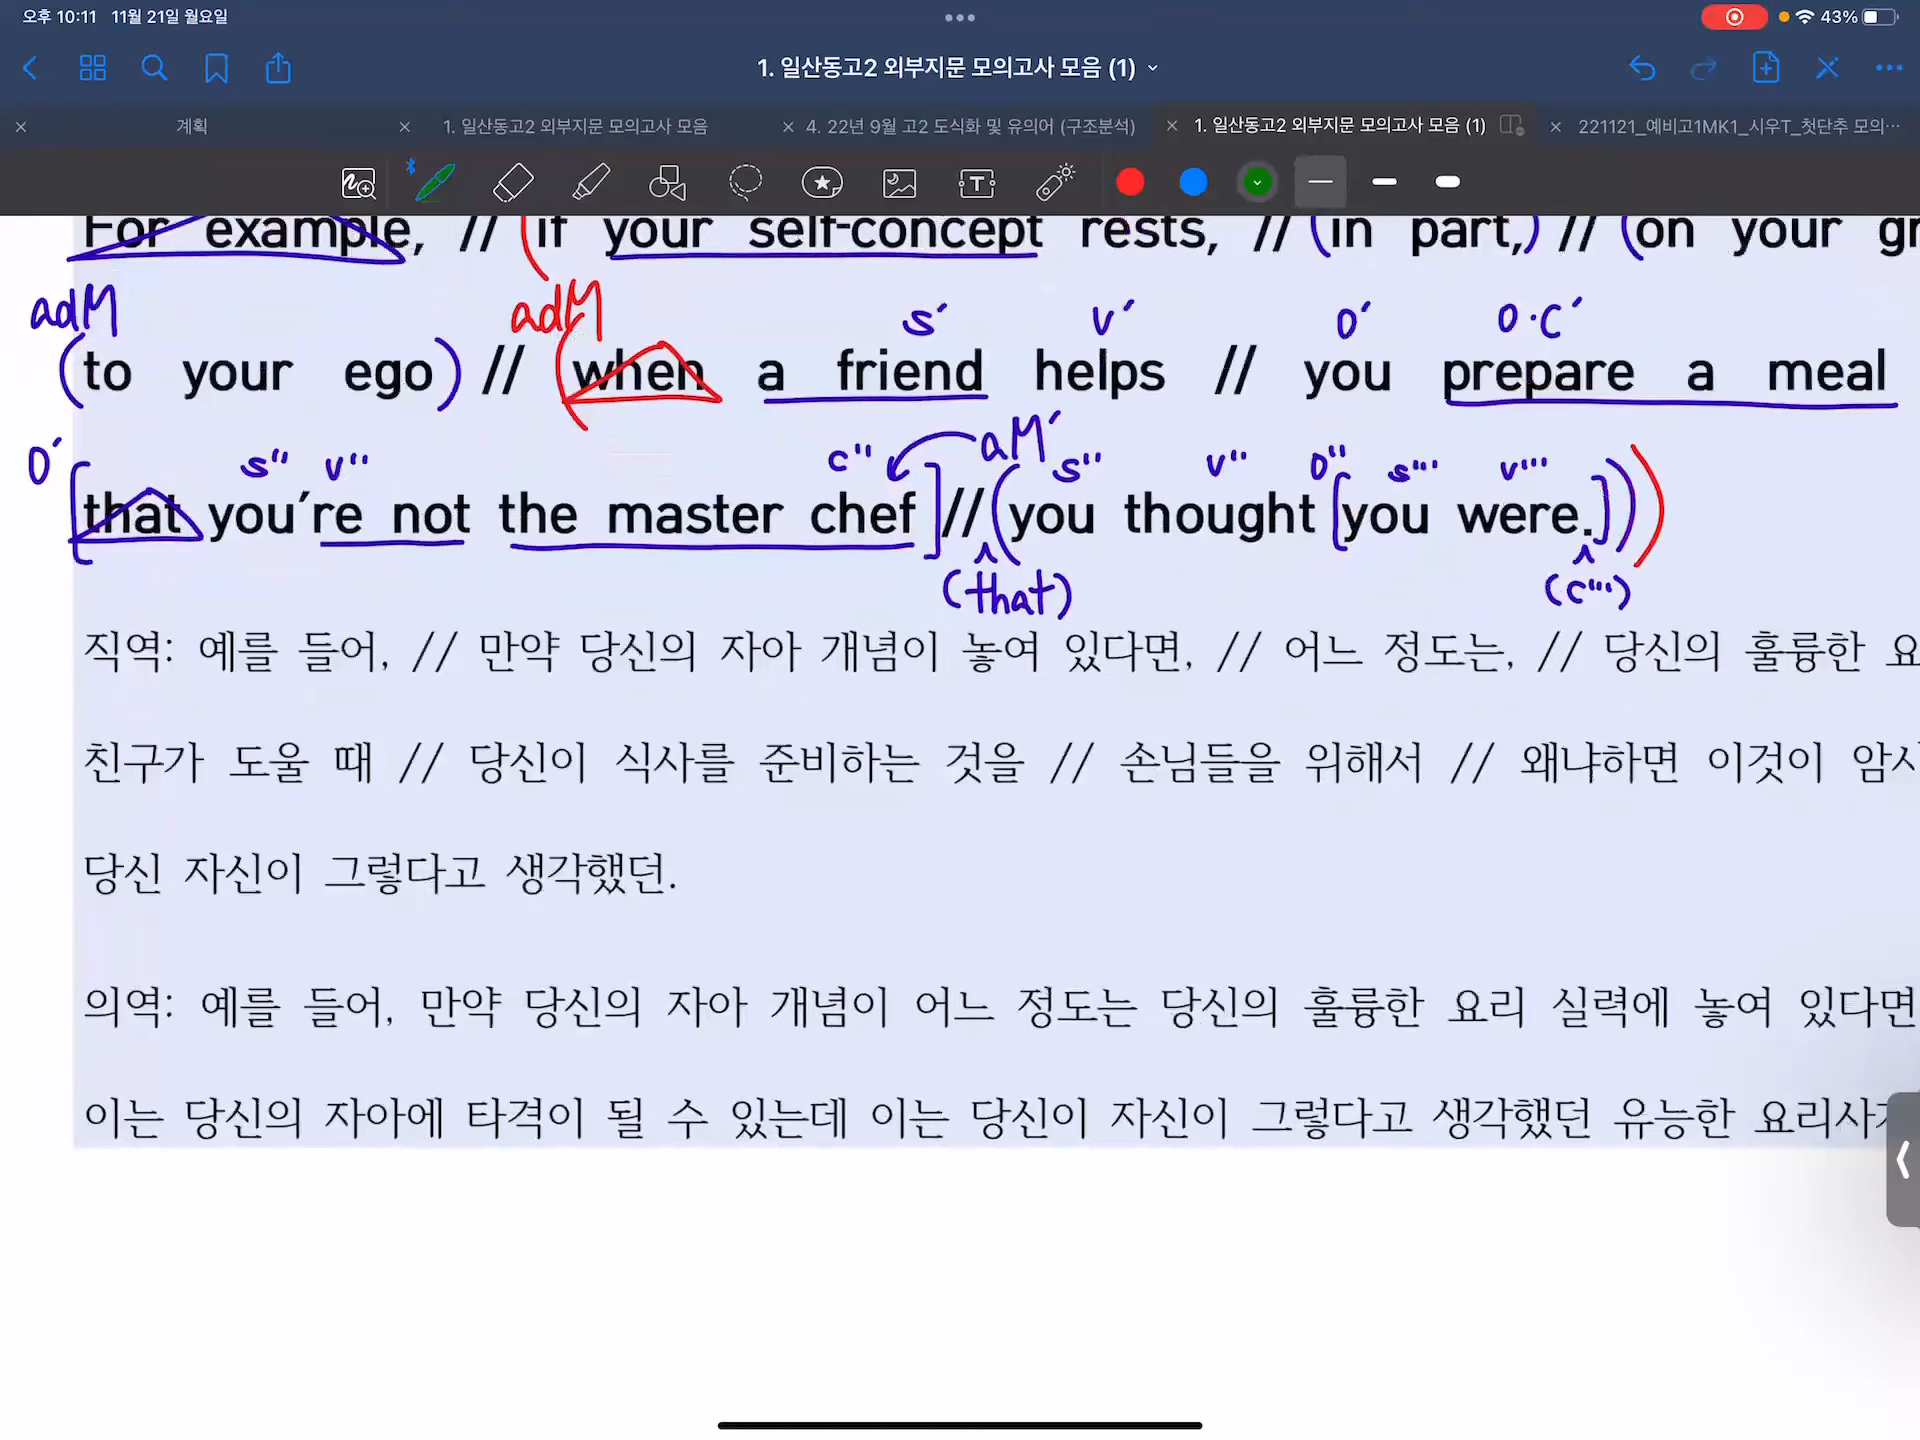 오후 10:11 11월 21일 월요일
43%
1. 일산동고2 외부지문 모의고사 모음 (1)
계획
1. 일산동고2 외부지문 모의고사 모음
4. 22년 9월 고2 도식화 및 유의어 (구조분석)
1. 일산동고2 외부지문 모의고사 모음 (1)
221121_예비고1MK1_시우T_첫단추 모의…
For example, // (if your self-concept rests, // (in part,) // (on your gr
adM adM s′ v′ o′ o·c′
(to your ego) // (when a friend helps // you prepare a meal
o′ s″ v″ c″ aM′ s″ v″ o″ s‴ v‴
[that you’re not the master chef] // (you thought [you were.]))
(that) (c‴)
직역: 예를 들어, // 만약 당신의 자아 개념이 놓여 있다면, // 어느 정도는, // 당신의 훌륭한 요
친구가 도울 때 // 당신이 식사를 준비하는 것을 // 손님들을 위해서 // 왜냐하면 이것이 암시
당신 자신이 그렇다고 생각했던.
의역: 예를 들어, 만약 당신의 자아 개념이 어느 정도는 당신의 훌륭한 요리 실력에 놓여 있다면
이는 당신의 자아에 타격이 될 수 있는데 이는 당신이 자신이 그렇다고 생각했던 유능한 요리사